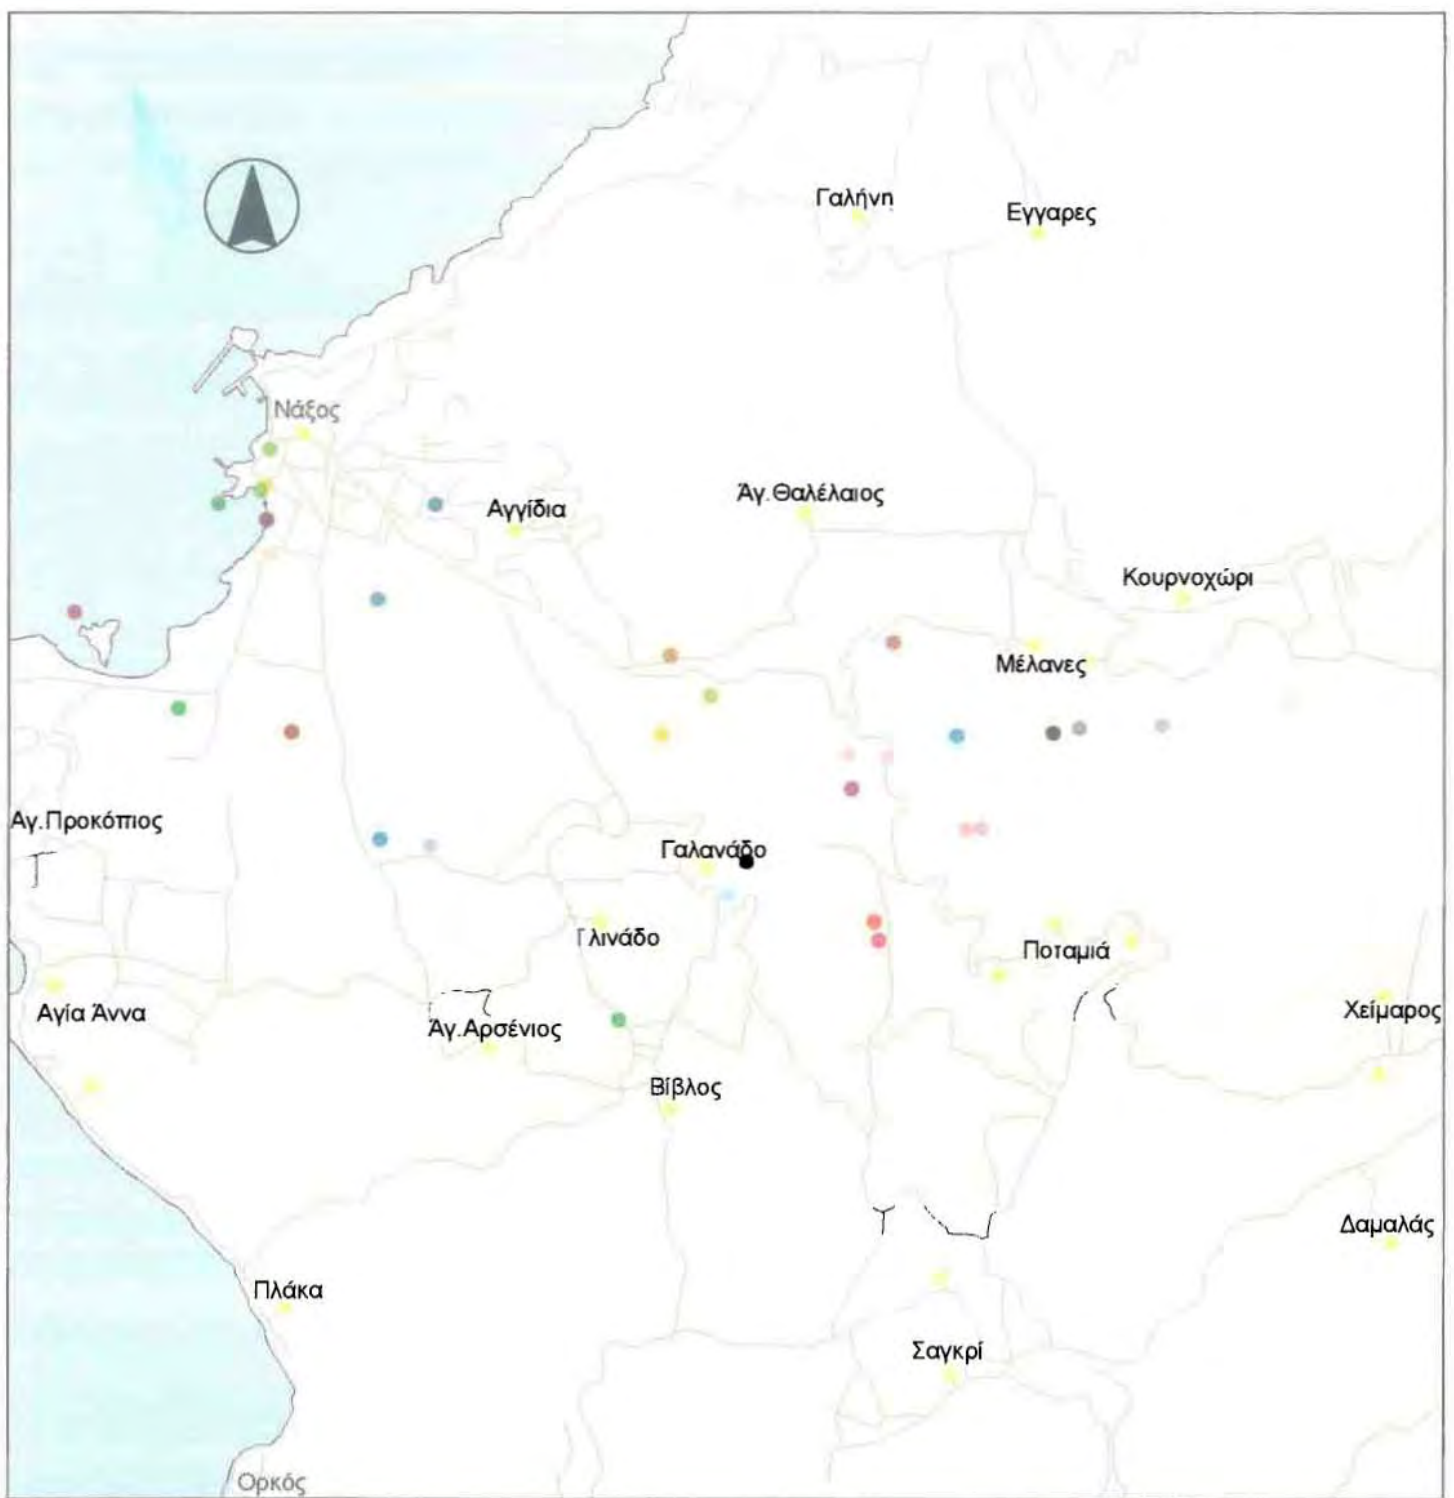 Γαλήνη
Εγγαρες
Νάξος
Άγ.Θαλέλαιος
Αγγίδια
Κουρνοχώρι
Μέλανες
Αγ.Προκόπιος
Γαλανάδο
Γλινάδο
Ποταμιά
Αγία Άννα
Χείμαρος
Άγ.Αρσένιος
Βίβλος
Δαμαλάς
Πλάκα
Σαγκρί
Ορκός